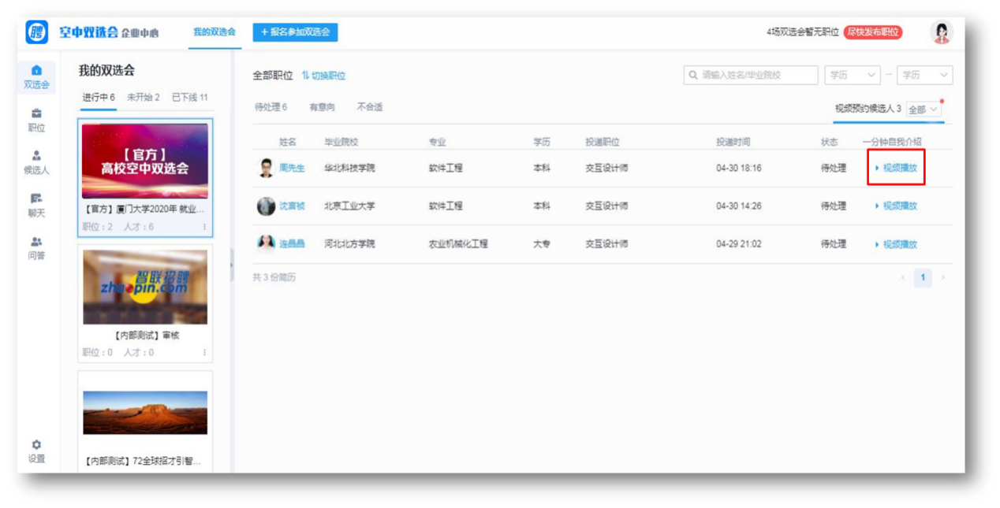 聘 空中双选会 企业中心 我的双选会 + 报名参加双选会 4场双选会暂无职位 尽快发布职位
双选会
职位
候选人
聊天
问答
设置
我的双选会
进行中 6 未开始 2 已下线 11
【官方】
高校空中双选会
【官方】厦门大学2020年 就业...
职位：2 人才：6
智联招聘
zhaopin.com
【内部测试】审核
职位：0 人才：0
【内部测试】72全球招才引智...
全部职位 切换职位 请输入姓名/毕业院校 学历 - 学历
待处理 6 有意向 不合适 视频预约候选人 3 全部
姓名 毕业院校 专业 学历 投递职位 投递时间 状态 一分钟自我介绍
周先生 华北科技学院 软件工程 本科 交互设计师 04-30 18:16 待处理 视频播放
沈宣桢 北京工业大学 软件工程 本科 交互设计师 04-30 14:26 待处理 视频播放
连晶晶 河北北方学院 农业机械化工程 大专 交互设计师 04-29 21:02 待处理 视频播放
共 3 份简历 < 1 >